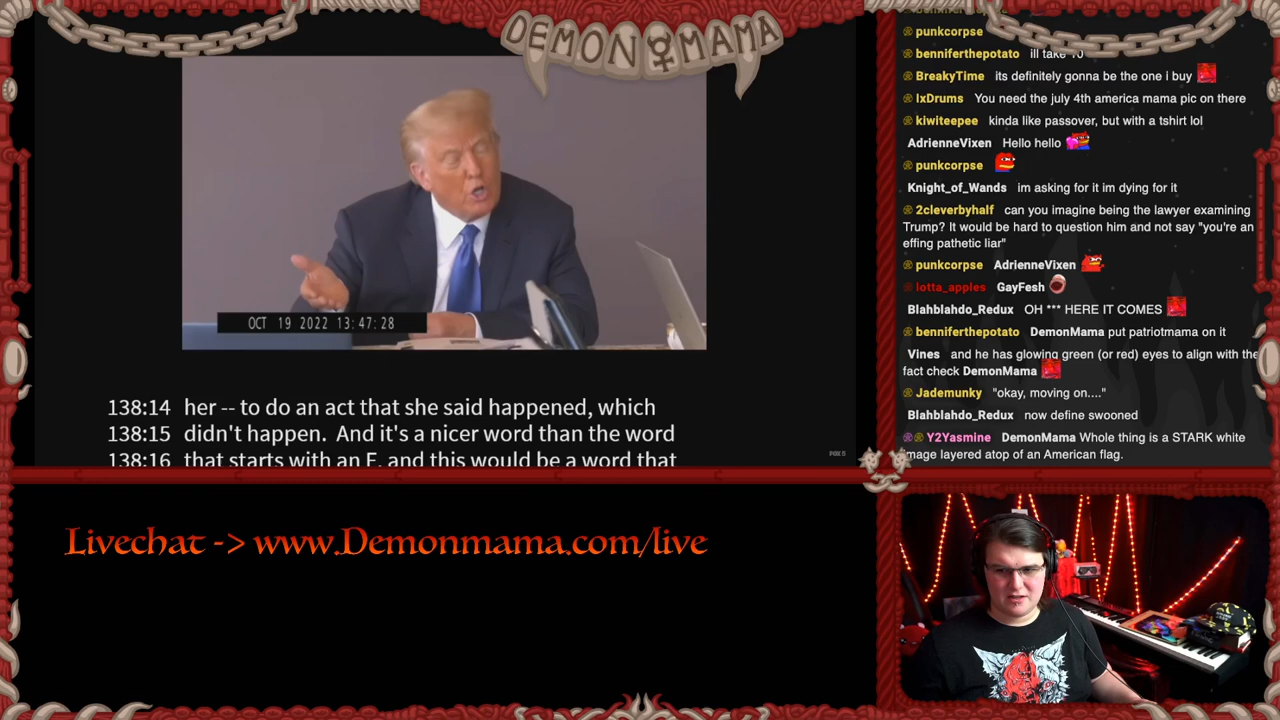 DEMON MAMA
OCT 19 2022 13:47:28
138:14 her -- to do an act that she said happened, which
138:15 didn't happen. And it's a nicer word than the word
138:16 that starts with an F, and this would be a word that
FOX 5
Livechat -> www.Demonmama.com/live
punkcorpse
benniferthepotato ill take 10
BreakyTime its definitely gonna be the one i buy
lxDrums You need the july 4th america mama pic on there
kiwiteepee kinda like passover, but with a tshirt lol
AdrienneVixen Hello hello
punkcorpse
Knight_of_Wands im asking for it im dying for it
2cleverbyhalf can you imagine being the lawyer examining
Trump? It would be hard to question him and not say "you're an
effing pathetic liar"
punkcorpse AdrienneVixen
lotta_apples GayFesh
Blahblahdo_Redux OH *** HERE IT COMES
benniferthepotato DemonMama put patriotmama on it
Vines and he has glowing green (or red) eyes to align with the
fact check DemonMama
Jademunky "okay, moving on...."
Blahblahdo_Redux now define swooned
Y2Yasmine DemonMama Whole thing is a STARK white
image layered atop of an American flag.